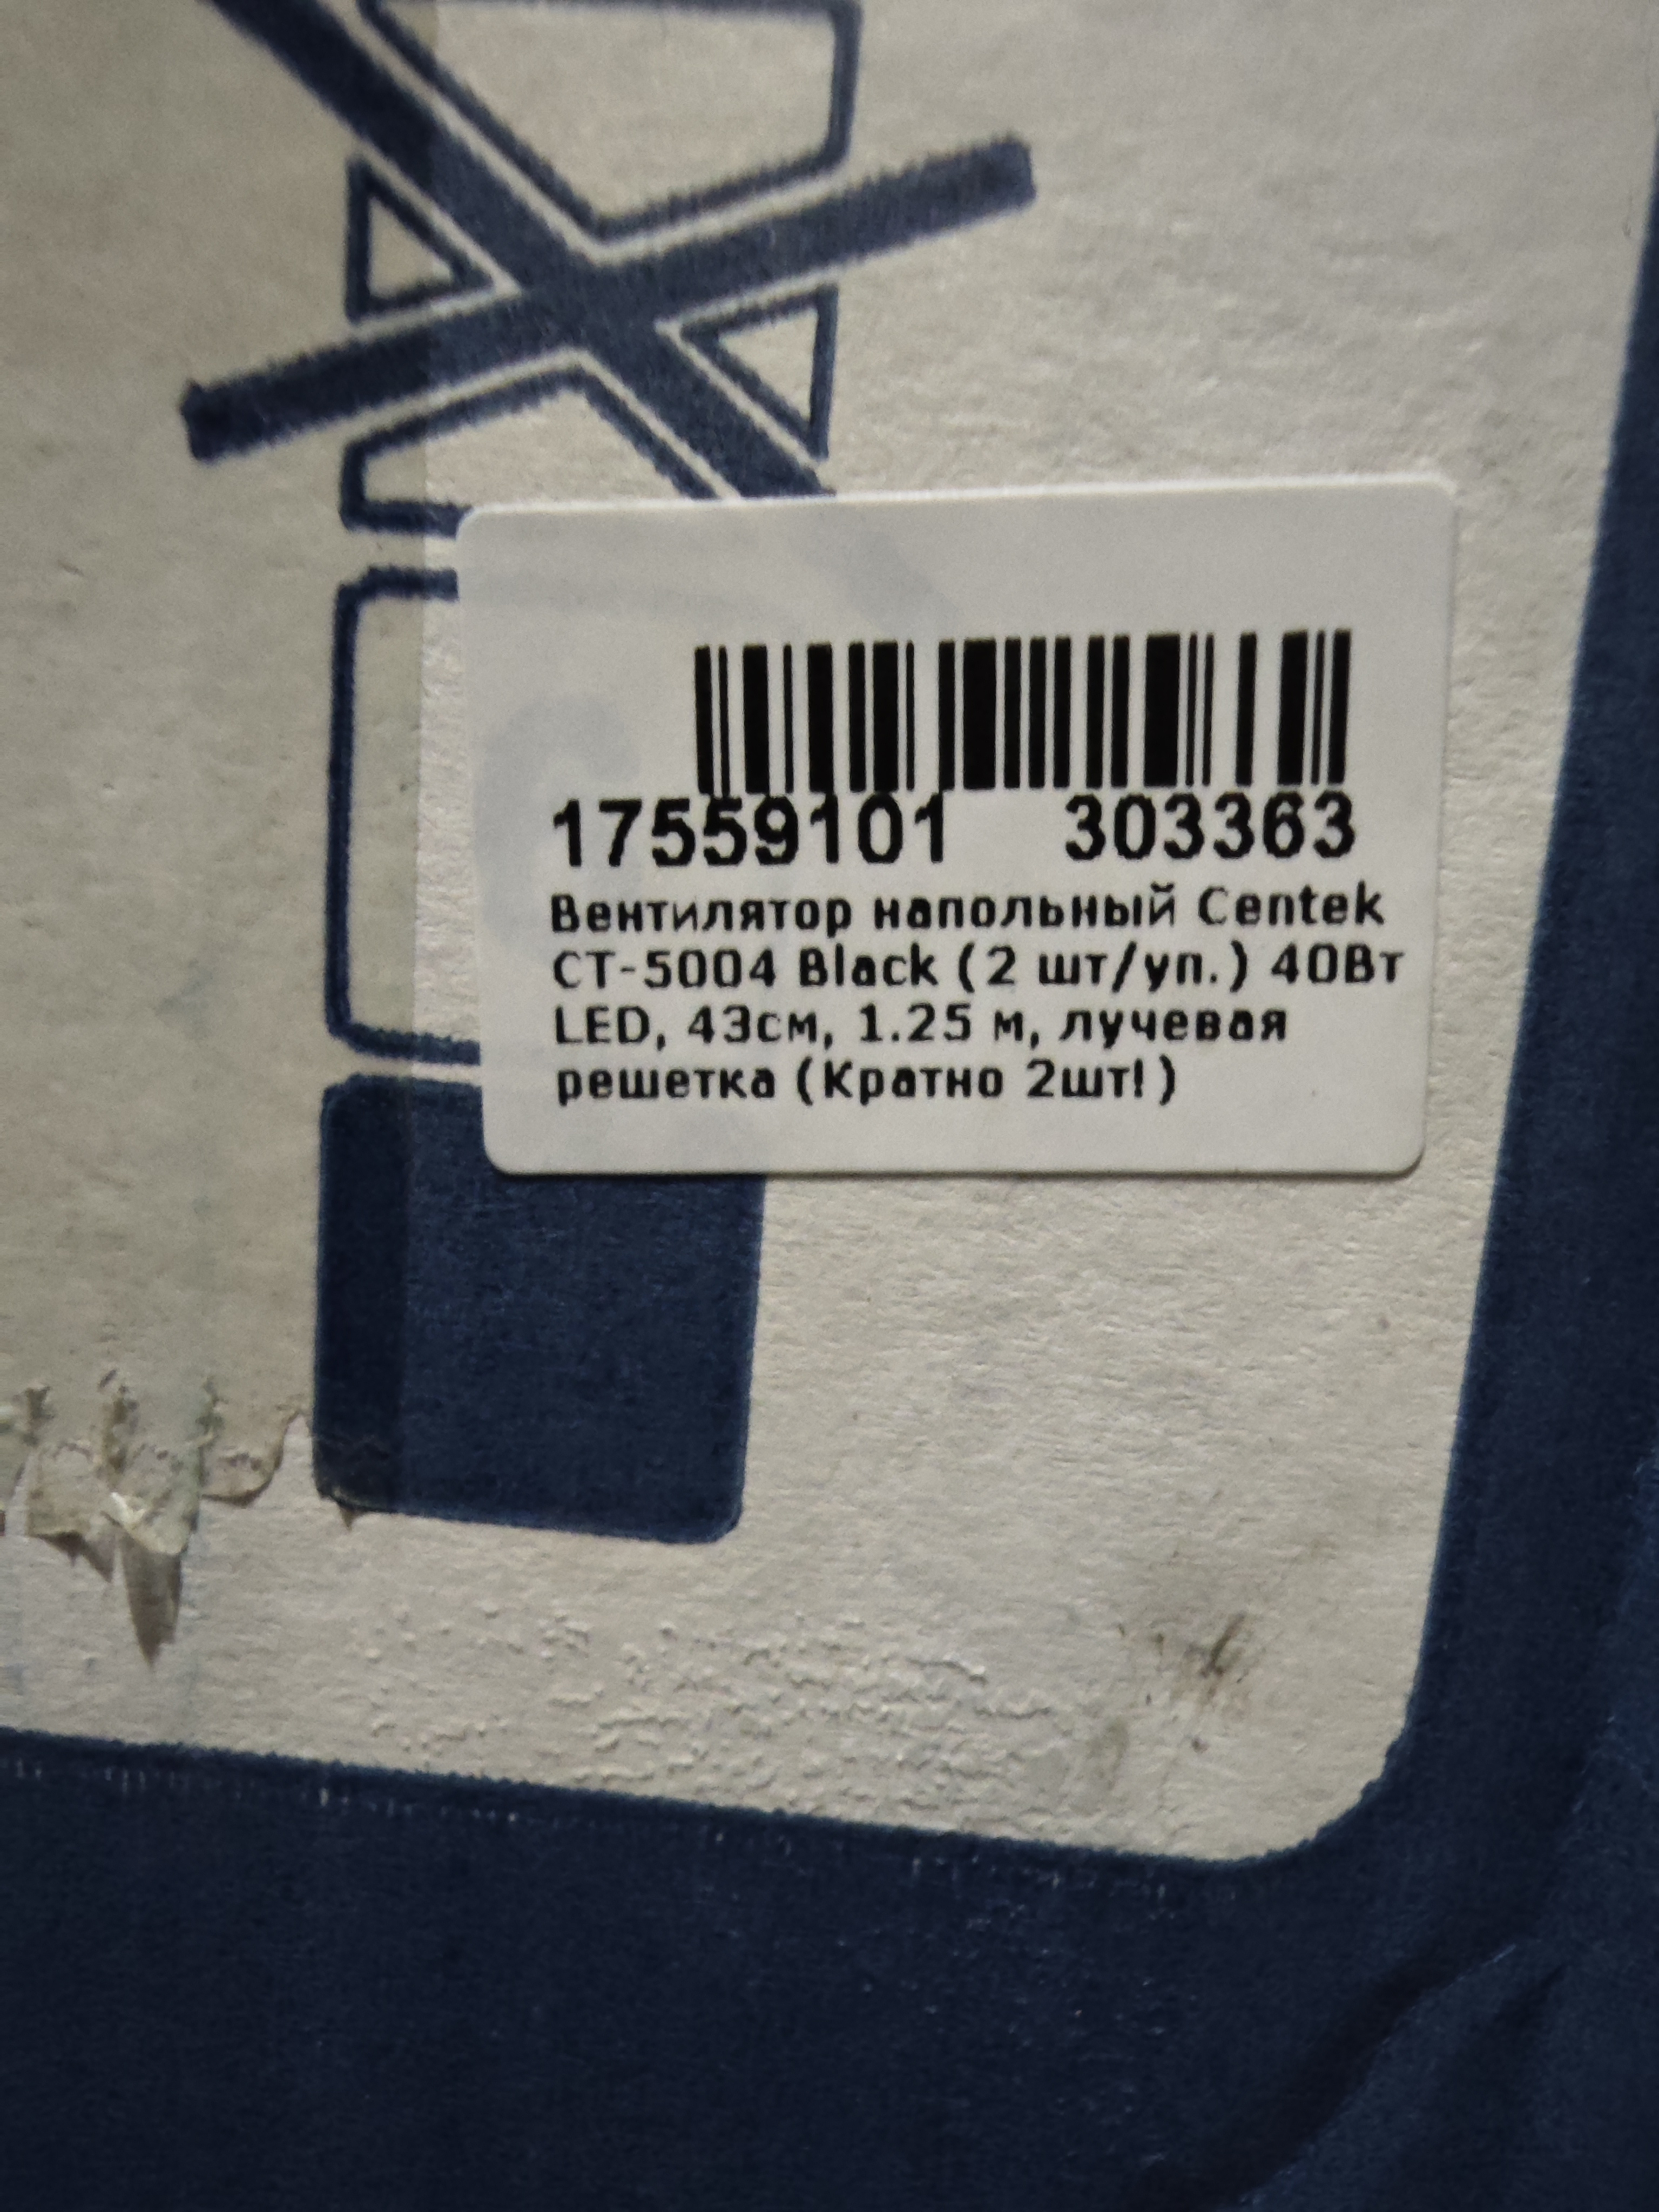 17559101 303363
Вентилятор напольный Centek
CT-5004 Black (2 шт/уп.) 40Вт
LED, 43см, 1.25 м, лучевая
решетка (Кратно 2шт!)